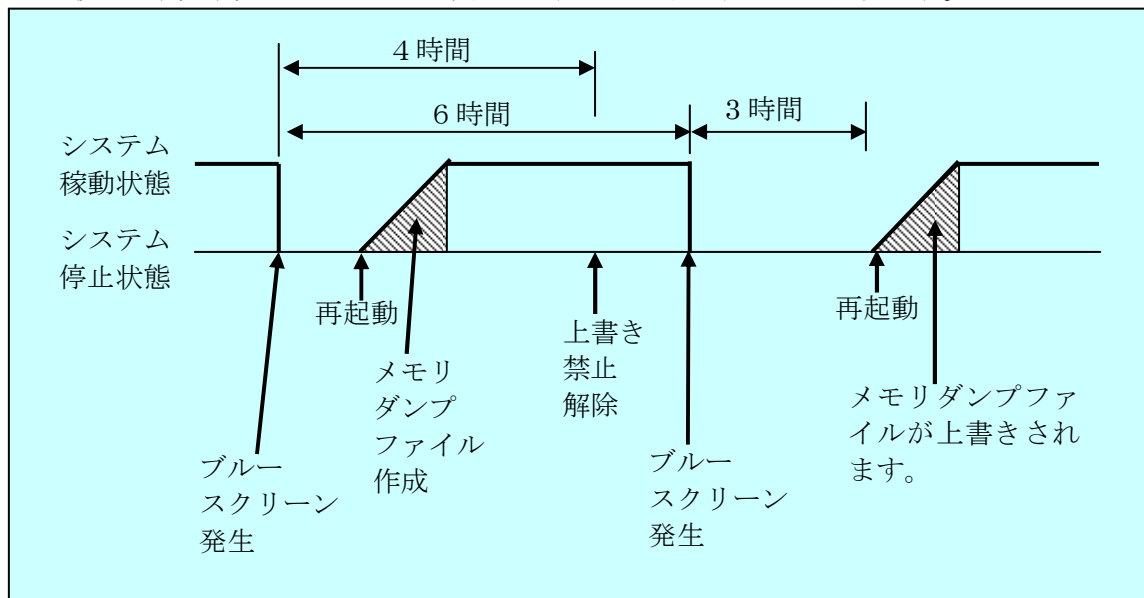 ４時間
６時間
３時間
システム
稼動状態
システム
停止状態
再起動
上書き
禁止
解除
再起動
メモリ
ダンプ
ファイル
作成
メモリダンプファ
イルが上書きされ
ます。
ブルー
スクリーン
発生
ブルー
スクリーン
発生